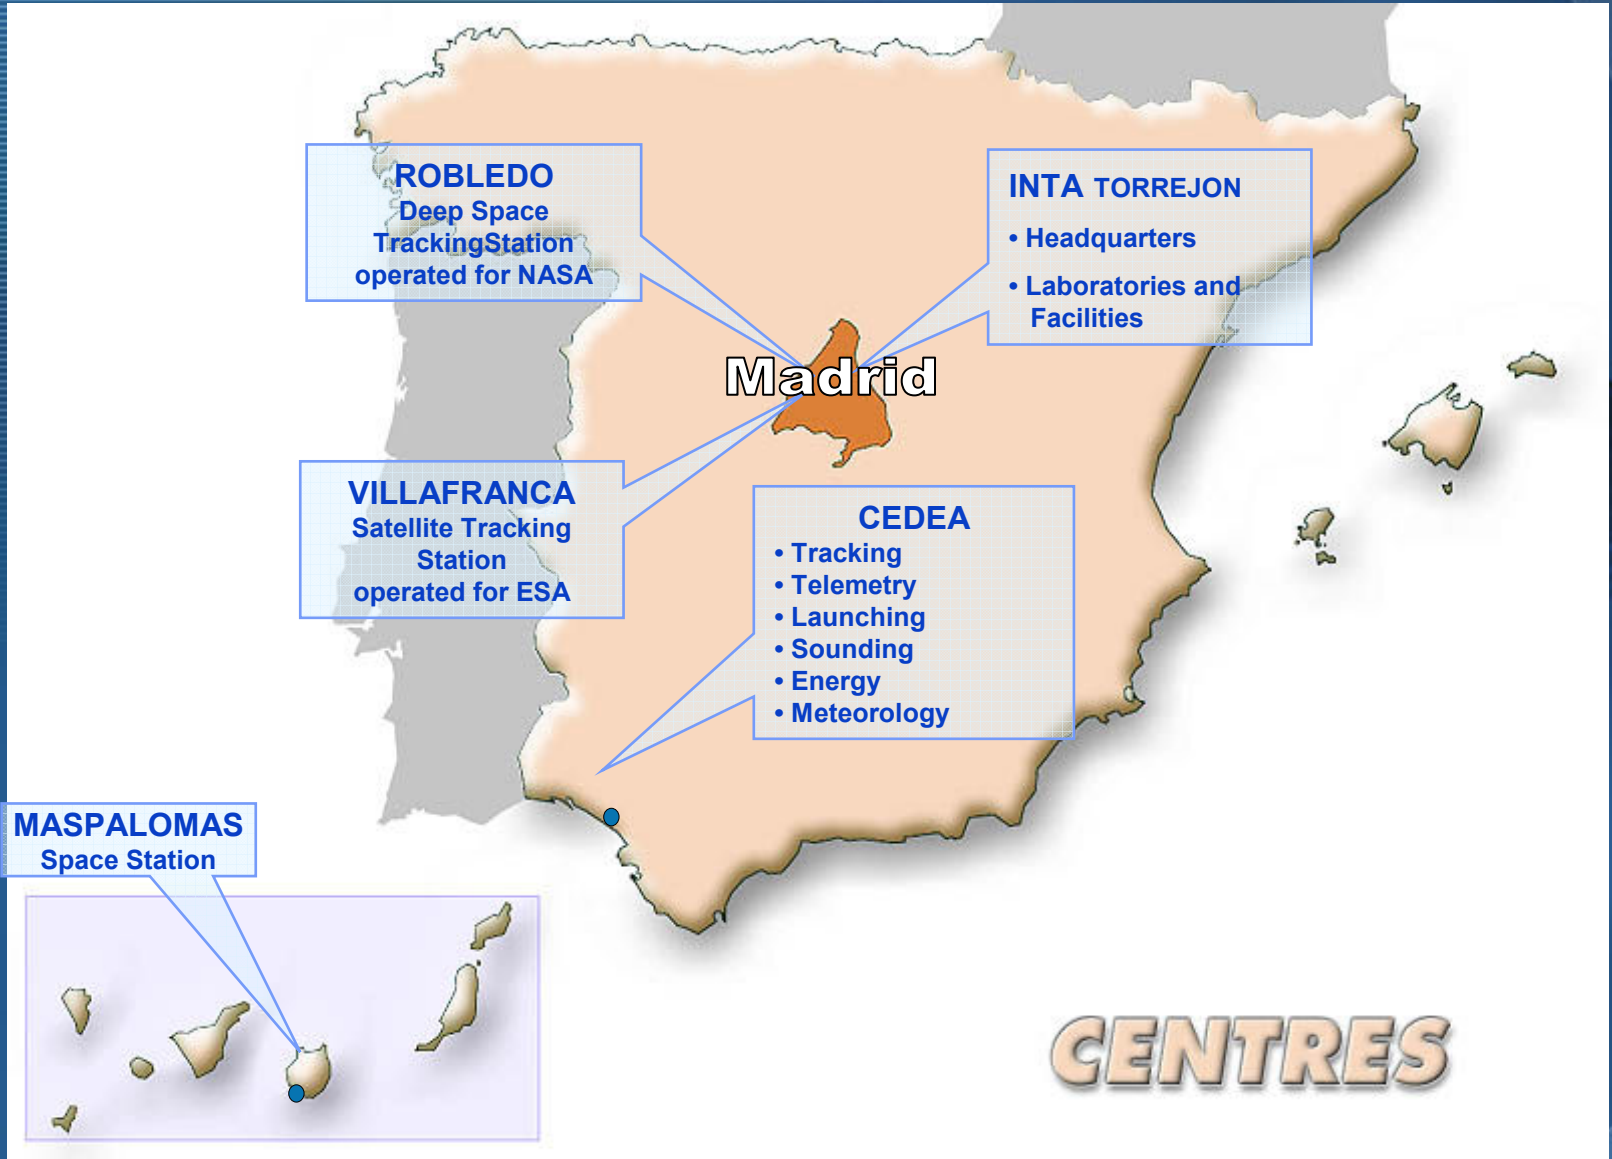 ROBLEDO
Deep Space
TrackingStation
operated for NASA
INTA TORREJON
• Headquarters
• Laboratories and
Facilities
Madrid
VILLAFRANCA
Satellite Tracking
Station
operated for ESA
CEDEA
• Tracking
• Telemetry
• Launching
• Sounding
• Energy
• Meteorology
MASPALOMAS
Space Station
CENTRES